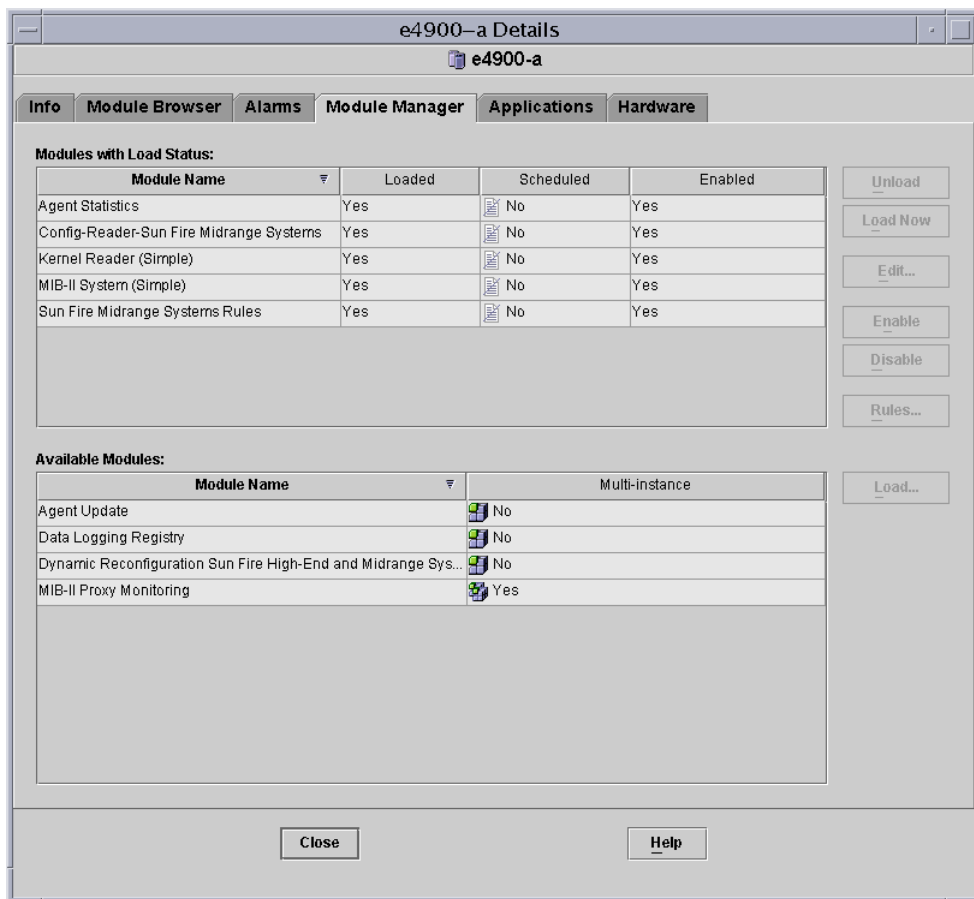 e4900–a Details
e4900-a
Info Module Browser Alarms Module Manager Applications Hardware
Modules with Load Status:
Module Name Loaded Scheduled Enabled
Agent Statistics Yes No Yes
Config-Reader-Sun Fire Midrange Systems Yes No Yes
Kernel Reader (Simple) Yes No Yes
MIB-II System (Simple) Yes No Yes
Sun Fire Midrange Systems Rules Yes No Yes
Unload
Load Now
Edit...
Enable
Disable
Rules...
Available Modules:
Module Name Multi-instance
Agent Update No
Data Logging Registry No
Dynamic Reconfiguration Sun Fire High-End and Midrange Sys... No
MIB-II Proxy Monitoring Yes
Load...
Close Help